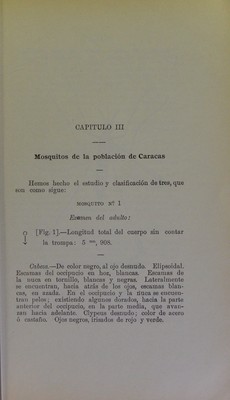 CAPITULO III
Mosquitos de la población de Caracas
Hemos hecho el estudio y clasificación de tres, que
son como sigue:
MOSQUITO Nº 1
Examen del adulto:
♀ [Fig. 1].—Longitud total del cuerpo sin contar
la trompa: 5 mm, 908.
Cabeza.—De color negro, al ojo desnudo. Elipsoidal.
Escamas del occipucio en hoz, blancas. Escamas de
la nuca en tornillo, blancas y negras. Lateralmente
se encuentran, hacia atrás de los ojos, escamas blan-
cas, en azada. En el occipucio y la nuca se encuen-
tran pelos; existiendo algunos dorados, hacia la parte
anterior del occipucio, en la parte media, que avan-
zan hacia adelante. Clypeus desnudo; color de acero
ó castaño. Ojos negros, irisados de rojo y verde.